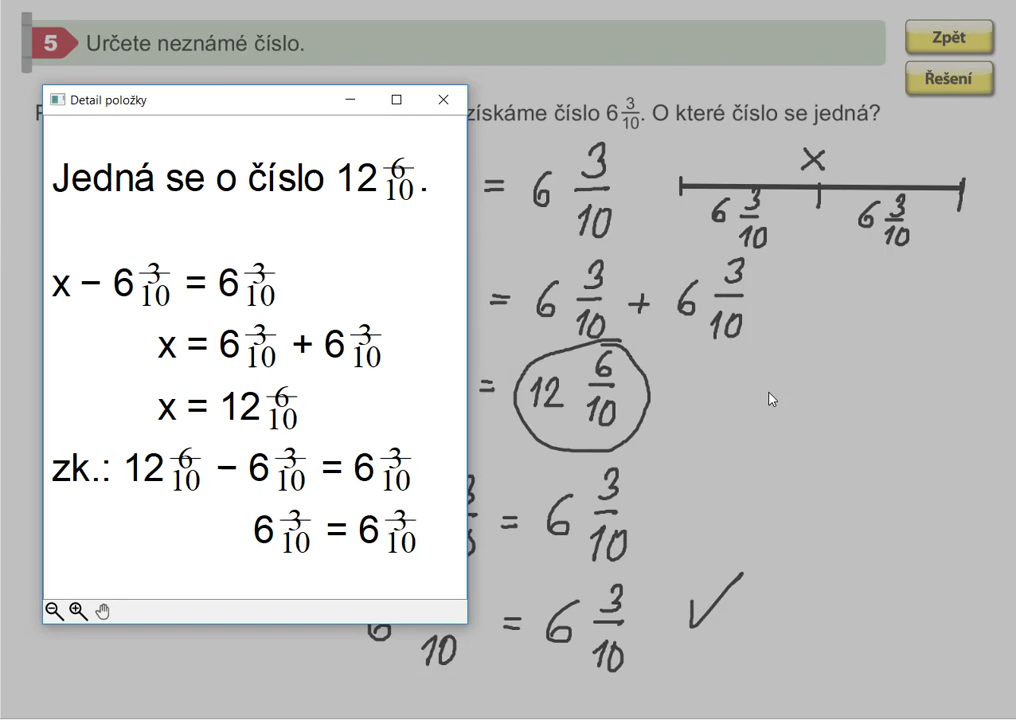 5 Určete neznámé číslo.
Zpět
Řešení
získáme číslo 6 3/10. O které číslo se jedná?
Detail položky
Jedná se o číslo 12 6/10.
x − 6 3/10 = 6 3/10
x = 6 3/10 + 6 3/10
x = 12 6/10
zk.: 12 6/10 − 6 3/10 = 6 3/10
6 3/10 = 6 3/10
= 6 3/10
x
6 3/10 6 3/10
= 6 3/10 + 6 3/10
= 12 6/10
= 6 3/10
6 /10 = 6 3/10 ✓